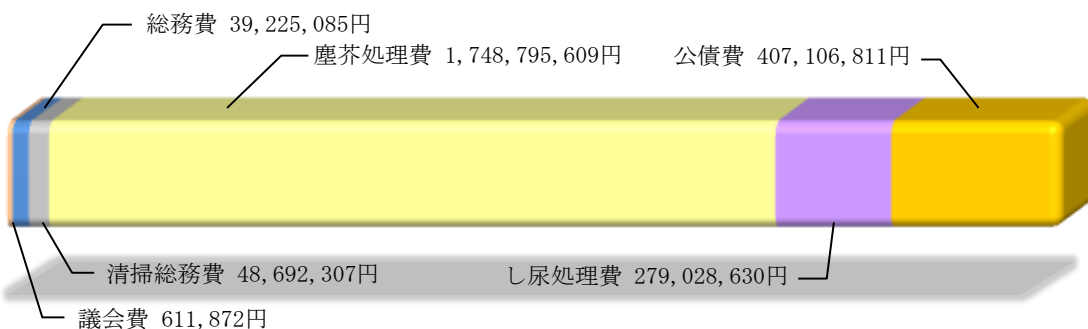 総務費 39,225,085円
塵芥処理費 1,748,795,609円
公債費 407,106,811円
清掃総務費 48,692,307円
し尿処理費 279,028,630円
議会費 611,872円